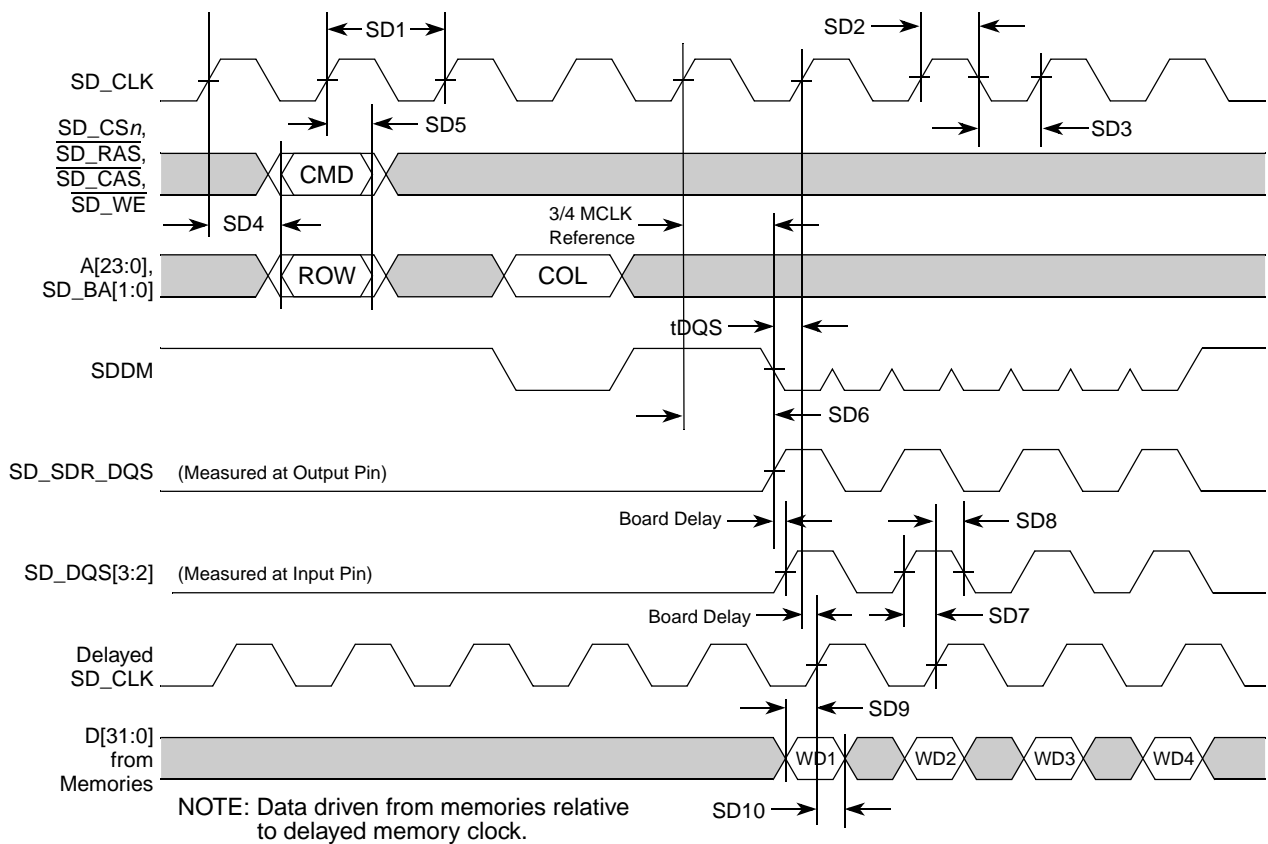 SD1
SD2
SD_CLK
SD3
SD5
SD_CSn,
SD_RAS,
SD_CAS,
SD_WE
CMD
SD4
3/4 MCLK
Reference
A[23:0],
SD_BA[1:0]
ROW
COL
tDQS
SDDM
SD6
SD_SDR_DQS
(Measured at Output Pin)
Board Delay
SD8
SD_DQS[3:2]
(Measured at Input Pin)
Board Delay
SD7
Delayed
SD_CLK
SD9
D[31:0]
from
Memories
WD1
WD2
WD3
WD4
NOTE: Data driven from memories relative
to delayed memory clock.
SD10